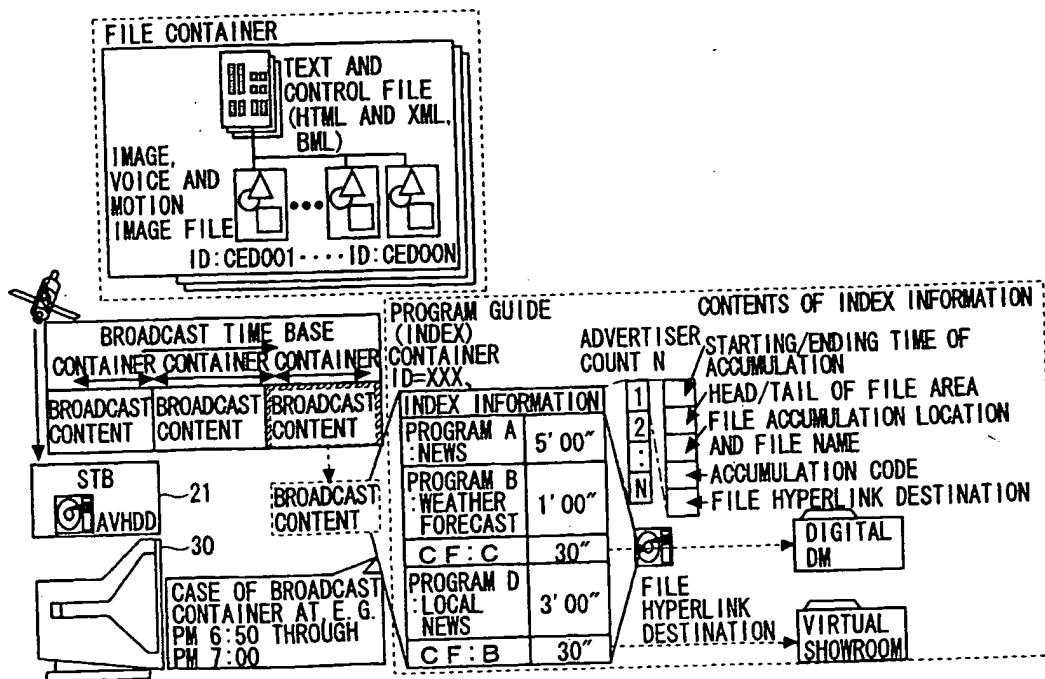 FILE CONTAINER
TEXT AND
CONTROL FILE
(HTML AND XML,
BML)
IMAGE,
VOICE AND
MOTION
IMAGE FILE
ID:CED001····ID:CED00N
BROADCAST TIME BASE
CONTAINER CONTAINER CONTAINER
BROADCAST
CONTENT
BROADCAST
CONTENT
BROADCAST
CONTENT
STB
AVHDD
21
30
BROADCAST
CONTENT
CASE OF BROADCAST
CONTAINER AT E.G.
PM 6:50 THROUGH
PM 7:00
PROGRAM GUIDE
(INDEX)
CONTAINER
ID=XXX,
INDEX INFORMATION
PROGRAM A
:NEWS
5'00"
PROGRAM B
:WEATHER
FORECAST
1'00"
CF:C
30"
PROGRAM D
:LOCAL
NEWS
3'00"
CF:B
30"
CONTENTS OF INDEX INFORMATION
ADVERTISER
COUNT N
1
2
:
N
STARTING/ENDING TIME OF
ACCUMULATION
HEAD/TAIL OF FILE AREA
FILE ACCUMULATION LOCATION
AND FILE NAME
ACCUMULATION CODE
FILE HYPERLINK DESTINATION
DIGITAL
DM
FILE
HYPERLINK
DESTINATION
VIRTUAL
SHOWROOM